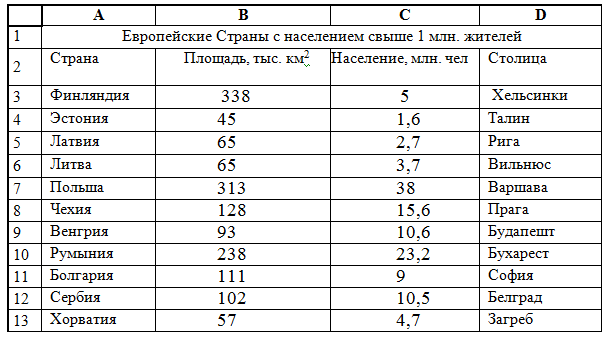 A B C D
1 Европейские Страны с населением свыше 1 млн. жителей
2 Страна Площадь, тыс. км² Население, млн. чел Столица
3 Финляндия 338 5 Хельсинки
4 Эстония 45 1,6 Талин
5 Латвия 65 2,7 Рига
6 Литва 65 3,7 Вильнюс
7 Польша 313 38 Варшава
8 Чехия 128 15,6 Прага
9 Венгрия 93 10,6 Будапешт
10 Румыния 238 23,2 Бухарест
11 Болгария 111 9 София
12 Сербия 102 10,5 Белград
13 Хорватия 57 4,7 Загреб